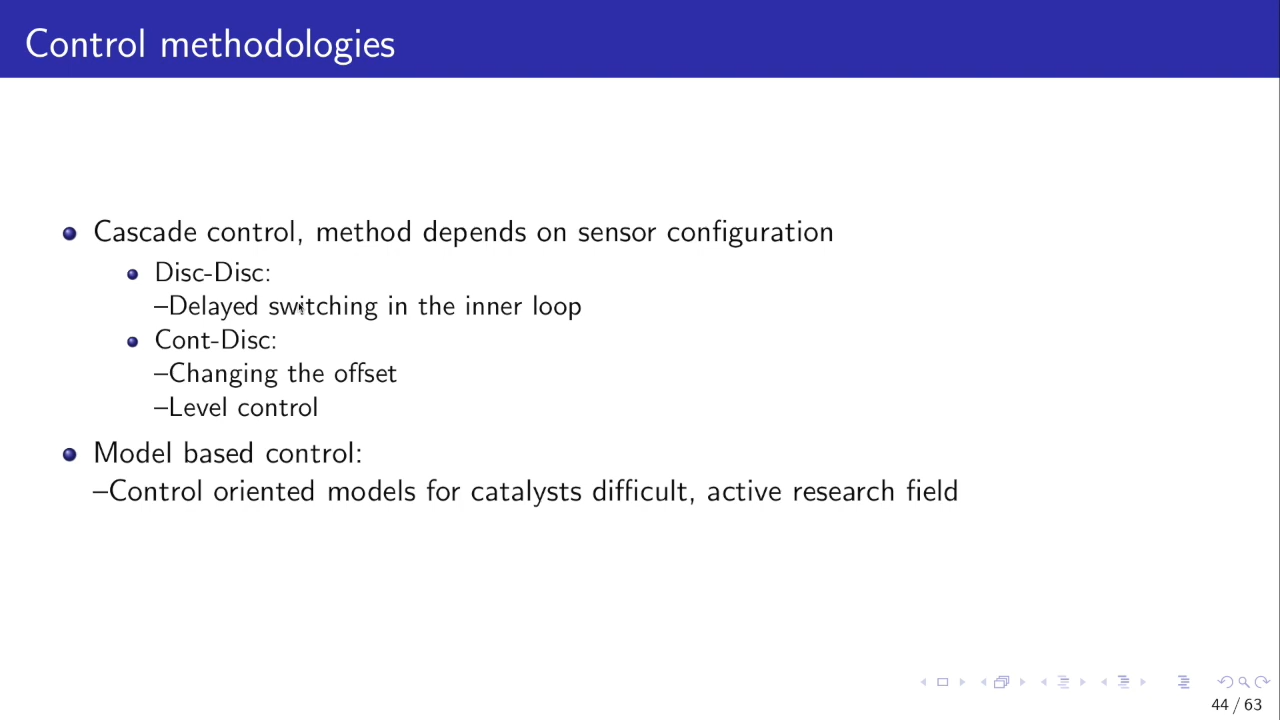 Control methodologies
Cascade control, method depends on sensor configuration
Disc-Disc:
–Delayed switching in the inner loop
Cont-Disc:
–Changing the offset
–Level control
Model based control:
–Control oriented models for catalysts difficult, active research field
44 / 63